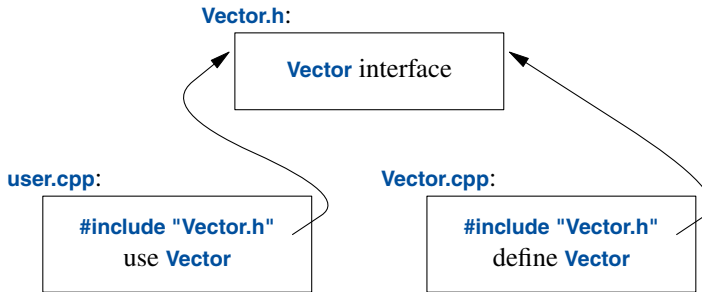 Vector.h:
Vector interface
user.cpp:
Vector.cpp:
#include "Vector.h"
use Vector
#include "Vector.h"
define Vector